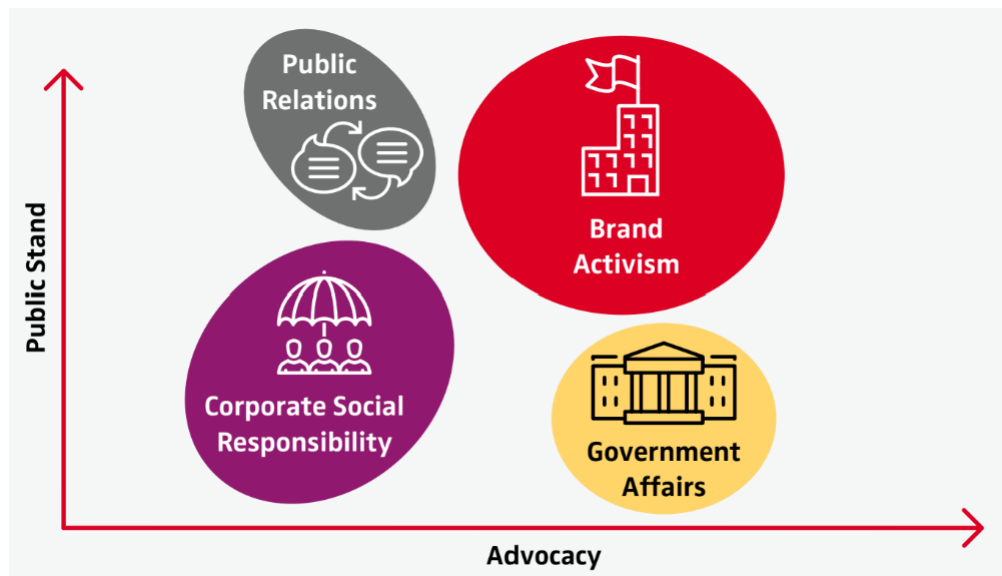 Public
Relations
Brand
Activism
Public Stand
Corporate Social
Responsibility
Government
Affairs
Advocacy